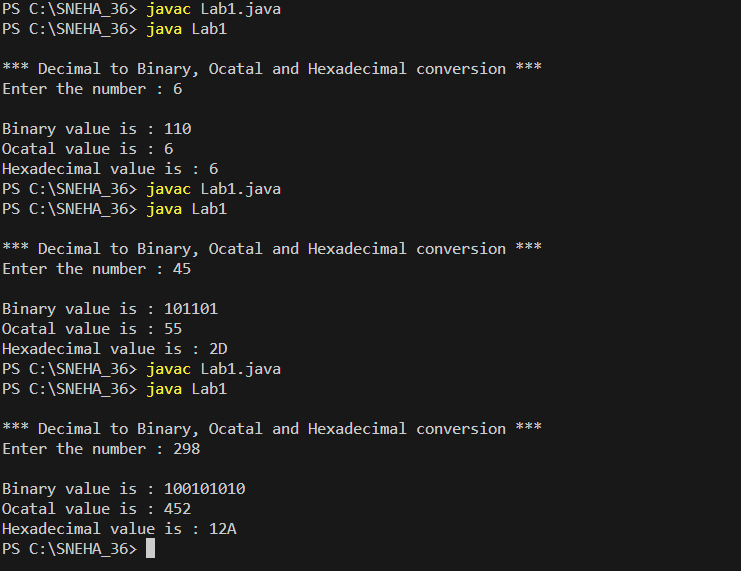 PS C:\SNEHA_36> javac Lab1.java
PS C:\SNEHA_36> java Lab1
*** Decimal to Binary, Ocatal and Hexadecimal conversion ***
Enter the number : 6
Binary value is : 110
Ocatal value is : 6
Hexadecimal value is : 6
PS C:\SNEHA_36> javac Lab1.java
PS C:\SNEHA_36> java Lab1
*** Decimal to Binary, Ocatal and Hexadecimal conversion ***
Enter the number : 45
Binary value is : 101101
Ocatal value is : 55
Hexadecimal value is : 2D
PS C:\SNEHA_36> javac Lab1.java
PS C:\SNEHA_36> java Lab1
*** Decimal to Binary, Ocatal and Hexadecimal conversion ***
Enter the number : 298
Binary value is : 100101010
Ocatal value is : 452
Hexadecimal value is : 12A
PS C:\SNEHA_36>